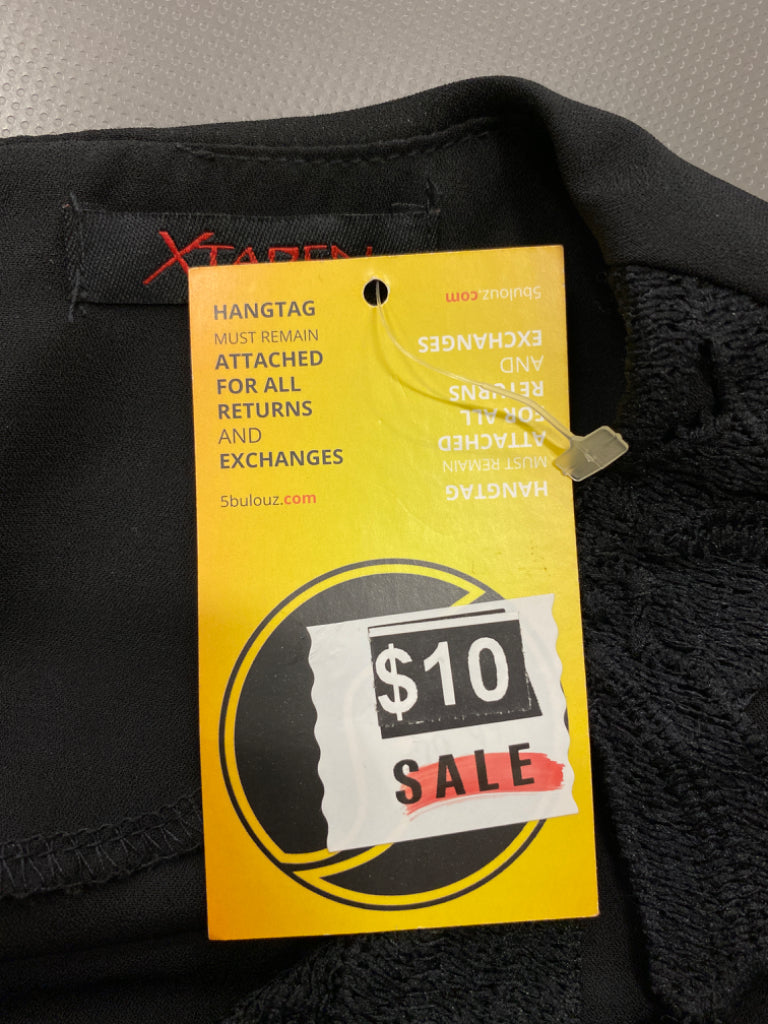 HANGTAG
MUST REMAIN
ATTACHED
FOR ALL
RETURNS
AND
EXCHANGES
5bulouz.com
HANGTAG
MUST REMAIN
ATTACHED
FOR ALL
RETURNS
AND
EXCHANGES
5bulouz.com
$10
SALE